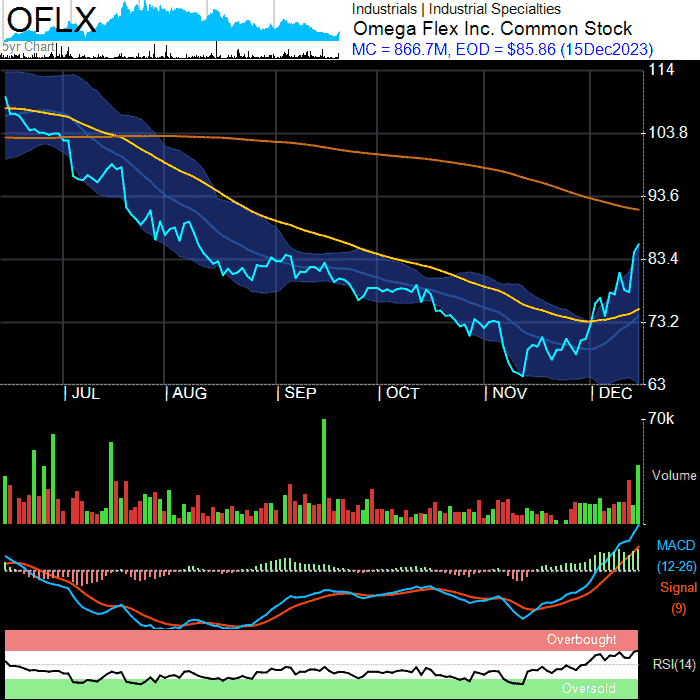 OFLX
5yr Chart
Industrials | Industrial Specialties
Omega Flex Inc. Common Stock
MC = 866.7M, EOD = $85.86 (15Dec2023)
114
103.8
93.6
83.4
73.2
63
| JUL | AUG | SEP | OCT | NOV | DEC
70k
Volume
MACD
(12-26)
Signal
(9)
Overbought
RSI(14)
Oversold